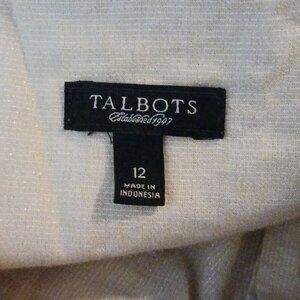 TALBOTS
Established 1947
12
MADE IN
INDONESIA